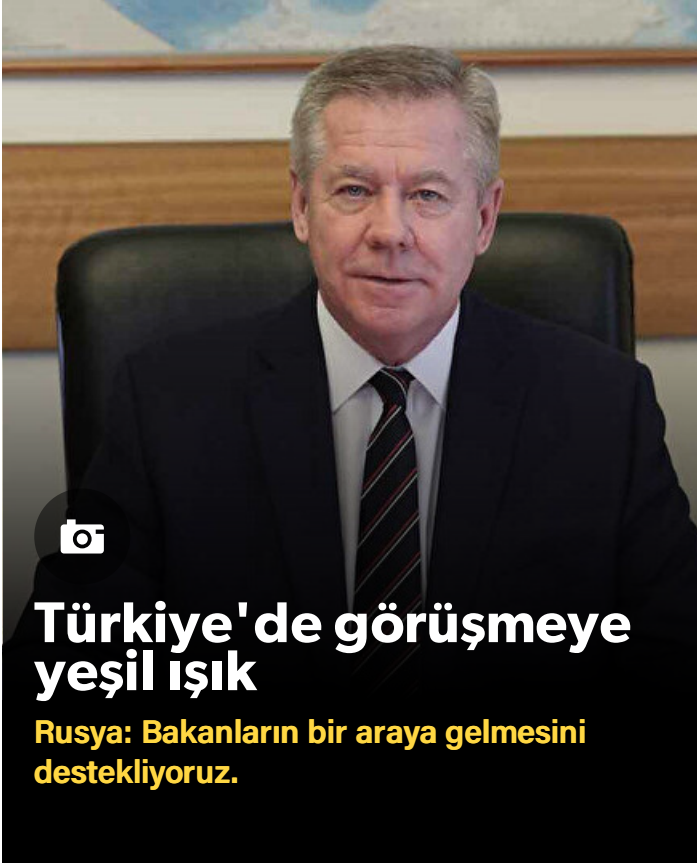 Türkiye'de görüşmeye
yeşil ışık
Rusya: Bakanların bir araya gelmesini
destekliyoruz.